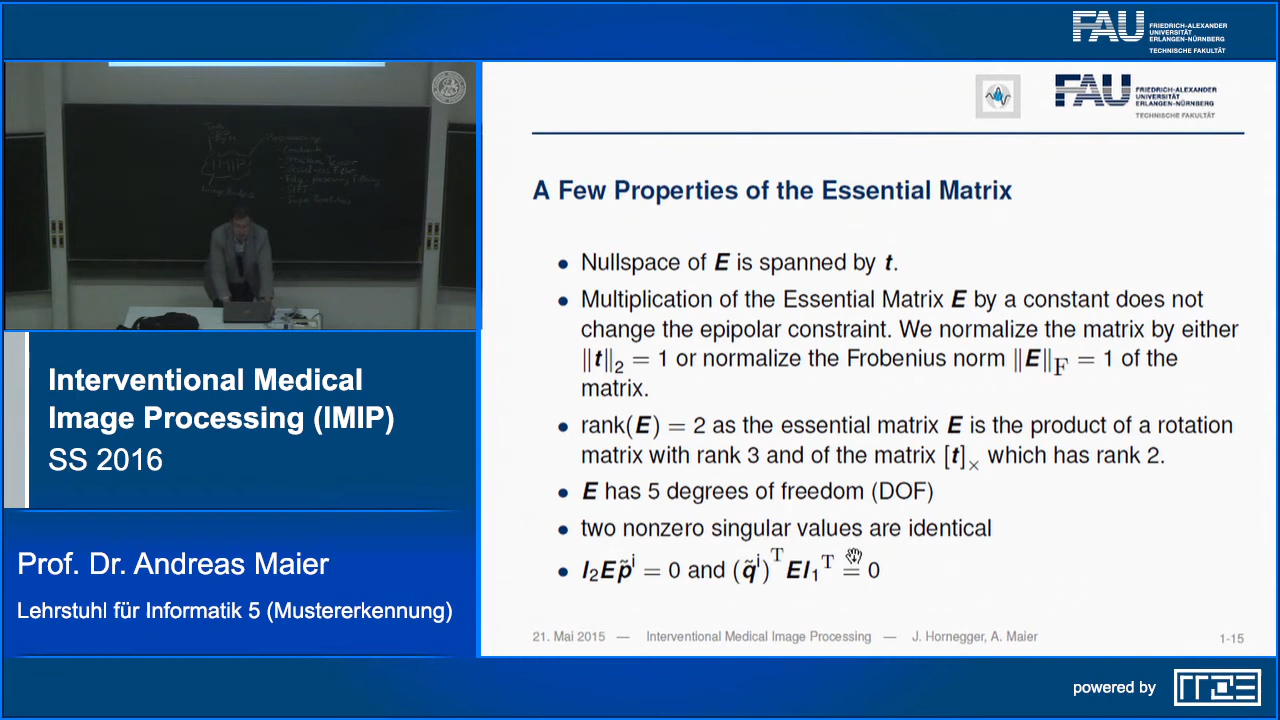 FAU FRIEDRICH-ALEXANDER
UNIVERSITÄT
ERLANGEN-NÜRNBERG
TECHNISCHE FAKULTÄT
IMIP
Interventional Medical
Image Processing (IMIP)
SS 2016
Prof. Dr. Andreas Maier
Lehrstuhl für Informatik 5 (Mustererkennung)
FAU FRIEDRICH-ALEXANDER
UNIVERSITÄT
ERLANGEN-NÜRNBERG
TECHNISCHE FAKULTÄT
A Few Properties of the Essential Matrix
• Nullspace of E is spanned by t.
• Multiplication of the Essential Matrix E by a constant does not
change the epipolar constraint. We normalize the matrix by either
‖t‖₂ = 1 or normalize the Frobenius norm ‖E‖_F = 1 of the
matrix.
• rank(E) = 2 as the essential matrix E is the product of a rotation
matrix with rank 3 and of the matrix [t]ₓ which has rank 2.
• E has 5 degrees of freedom (DOF)
• two nonzero singular values are identical
• l₂Ep̃ⁱ = 0 and (q̃ⁱ)ᵀEl₁ᵀ = 0
21. Mai 2015 — Interventional Medical Image Processing — J. Hornegger, A. Maier 1-15
powered by RRZE